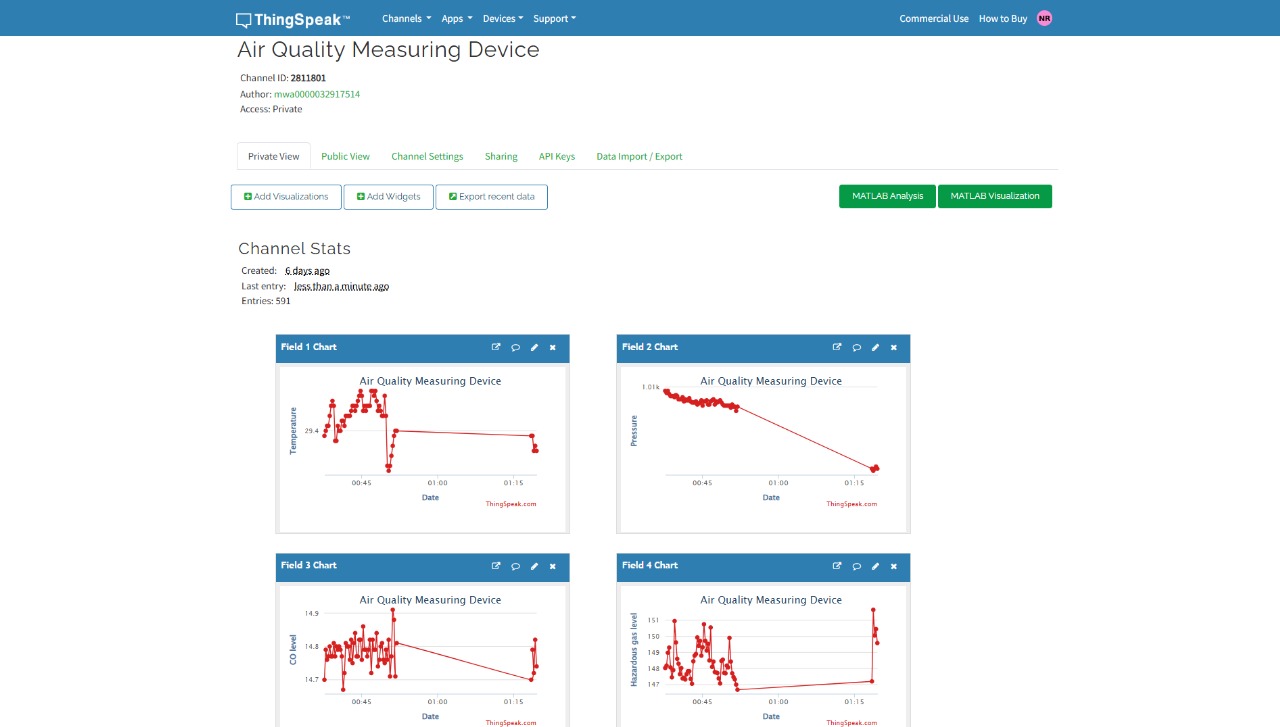 ThingSpeak™ Channels Apps Devices Support Commercial Use How to Buy NR
Air Quality Measuring Device
Channel ID: 2811801
Author: mwa0000032917514
Access: Private
Private View Public View Channel Settings Sharing API Keys Data Import / Export
Add Visualizations Add Widgets Export recent data MATLAB Analysis MATLAB Visualization
Channel Stats
Created: 6 days ago
Last entry: less than a minute ago
Entries: 591
Field 1 Chart
Air Quality Measuring Device
Temperature
29.4
00:45 01:00 01:15
Date
ThingSpeak.com
Field 2 Chart
Air Quality Measuring Device
Pressure
1.01k
00:45 01:00 01:15
Date
ThingSpeak.com
Field 3 Chart
Air Quality Measuring Device
CO level
14.9
14.8
14.7
00:45 01:00 01:15
Date
ThingSpeak.com
Field 4 Chart
Air Quality Measuring Device
Hazardous gas level
151
150
149
148
147
00:45 01:00 01:15
Date
ThingSpeak.com